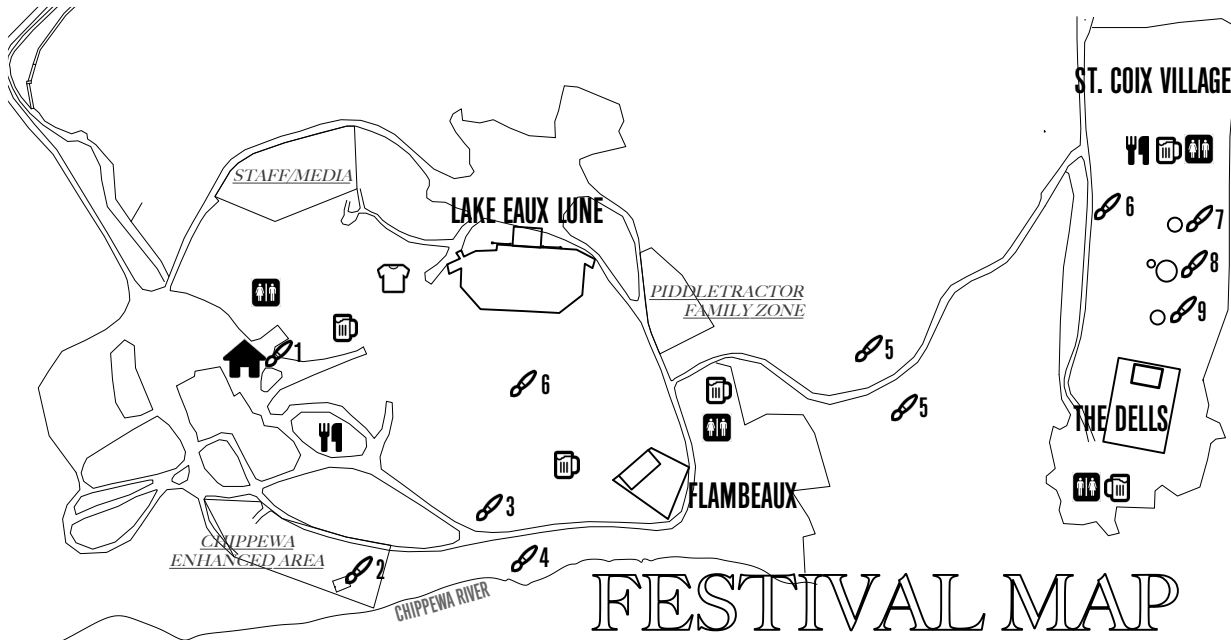 ST. COIX VILLAGE
STAFF/MEDIA
LAKE EAUX LUNE
6
7
8
9
PIDDLETRACTOR
FAMILY ZONE
1
5
6
5
THE DELLS
FLAMBEAUX
3
CHIPPEWA
ENHANCED AREA
4
2
CHIPPEWA RIVER
FESTIVAL MAP